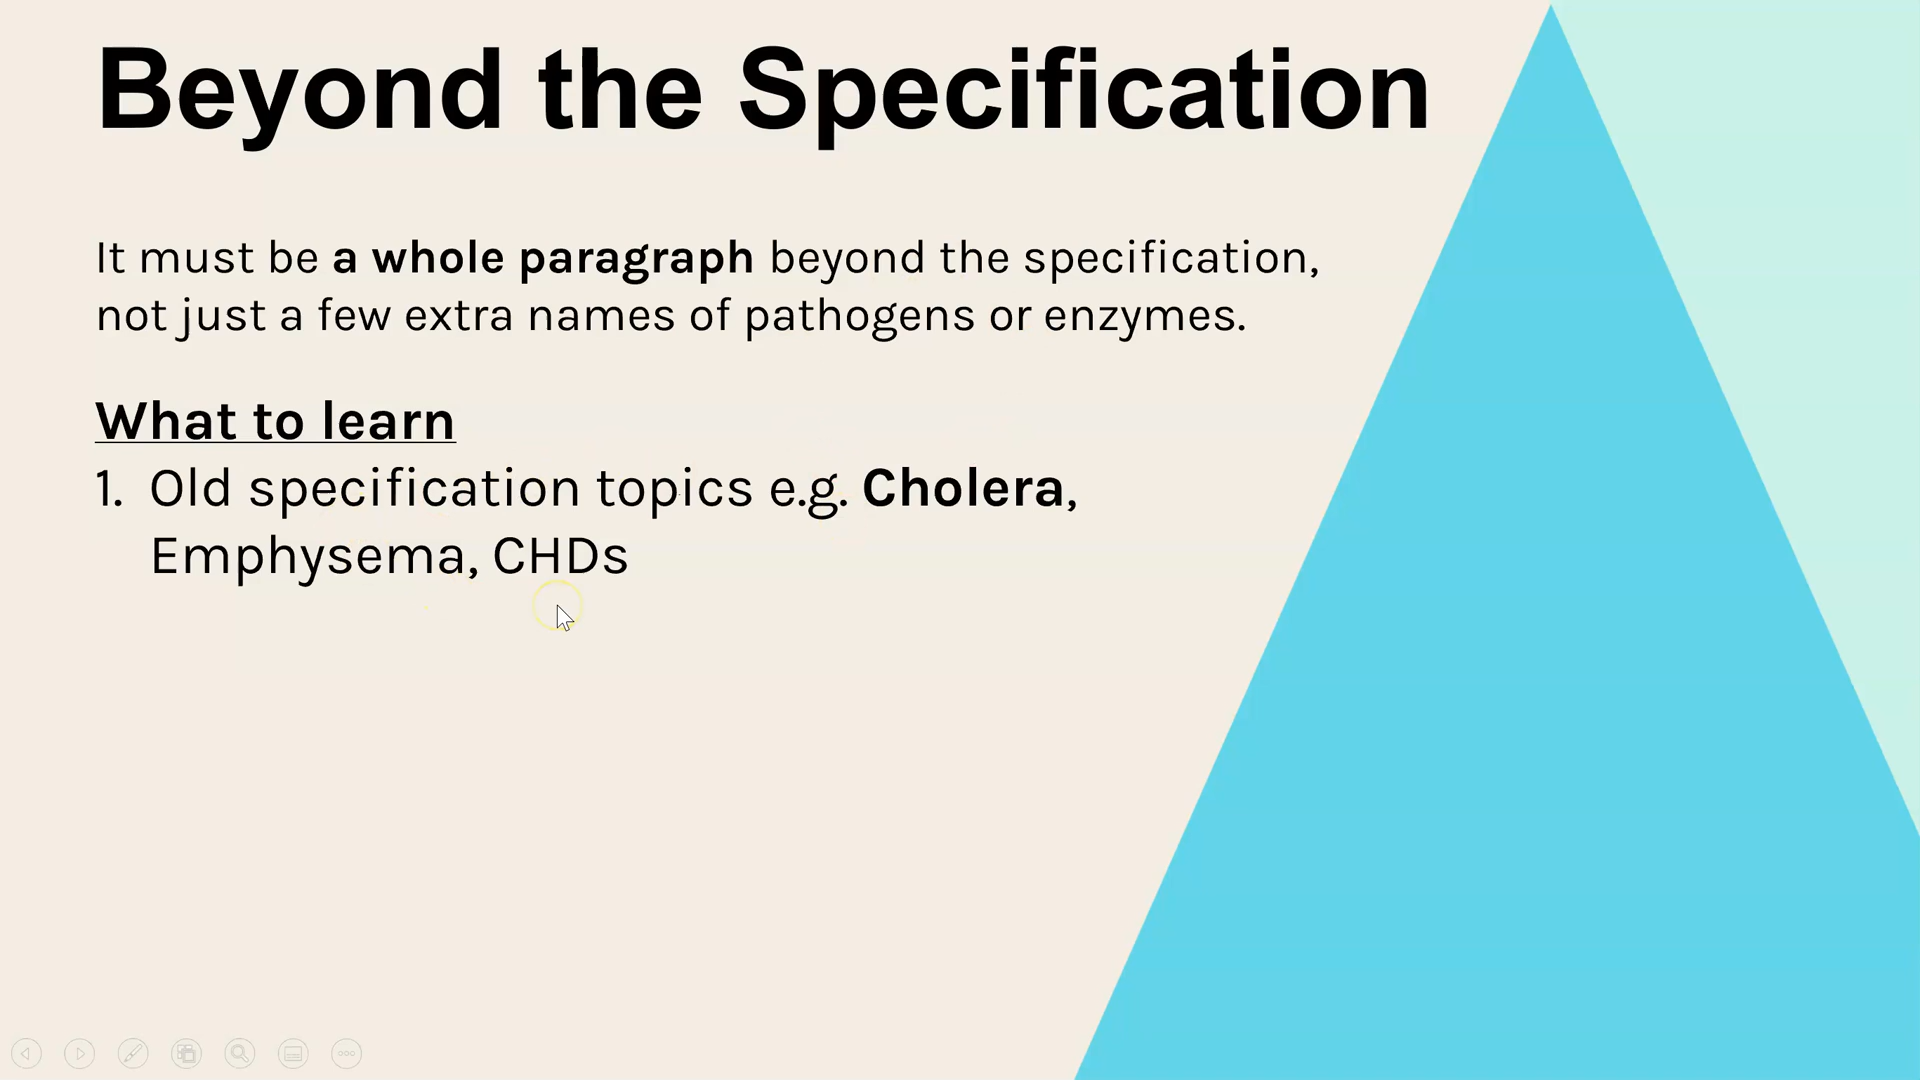 Beyond the Specification
It must be a whole paragraph beyond the specification,
not just a few extra names of pathogens or enzymes.
What to learn
1. Old specification topics e.g. Cholera,
Emphysema, CHDs